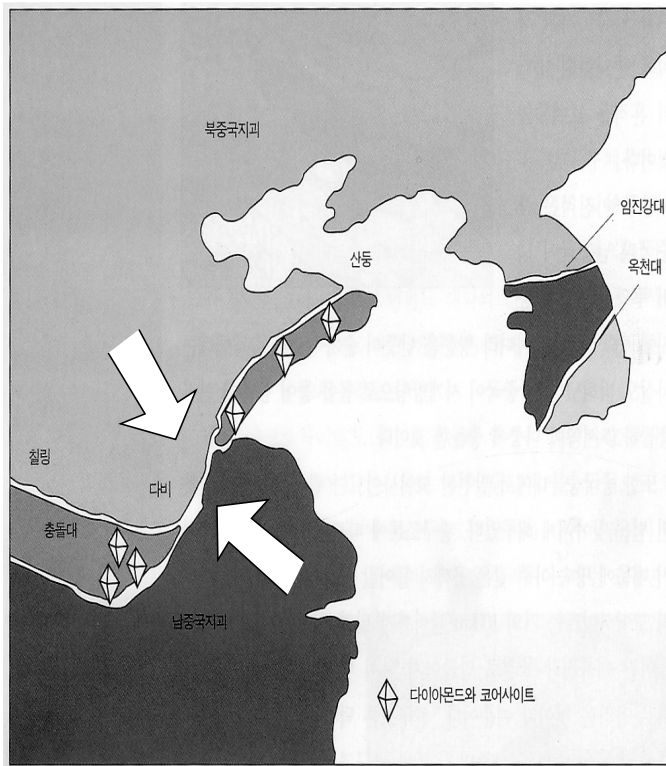 북중국지괴
임진강대
산둥
옥천대
칠링
다비
충돌대
남중국지괴
다이아몬드와 코어사이트